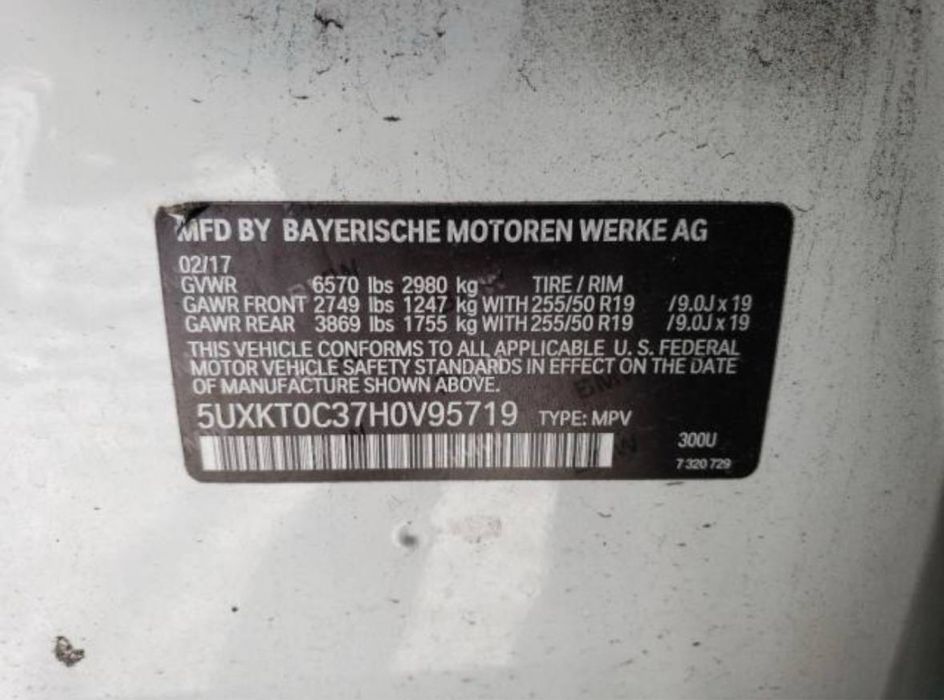 MFD BY BAYERISCHE MOTOREN WERKE AG
02/17
GVWR 6570 lbs 2980 kg TIRE / RIM
GAWR FRONT 2749 lbs 1247 kg WITH 255/50 R19 /9.0J x 19
GAWR REAR 3869 lbs 1755 kg WITH 255/50 R19 /9.0J x 19
THIS VEHICLE CONFORMS TO ALL APPLICABLE U. S. FEDERAL
MOTOR VEHICLE SAFETY STANDARDS IN EFFECT ON THE DATE
OF MANUFACTURE SHOWN ABOVE.
5UXKT0C37H0V95719 TYPE: MPV
300U
7 320 729